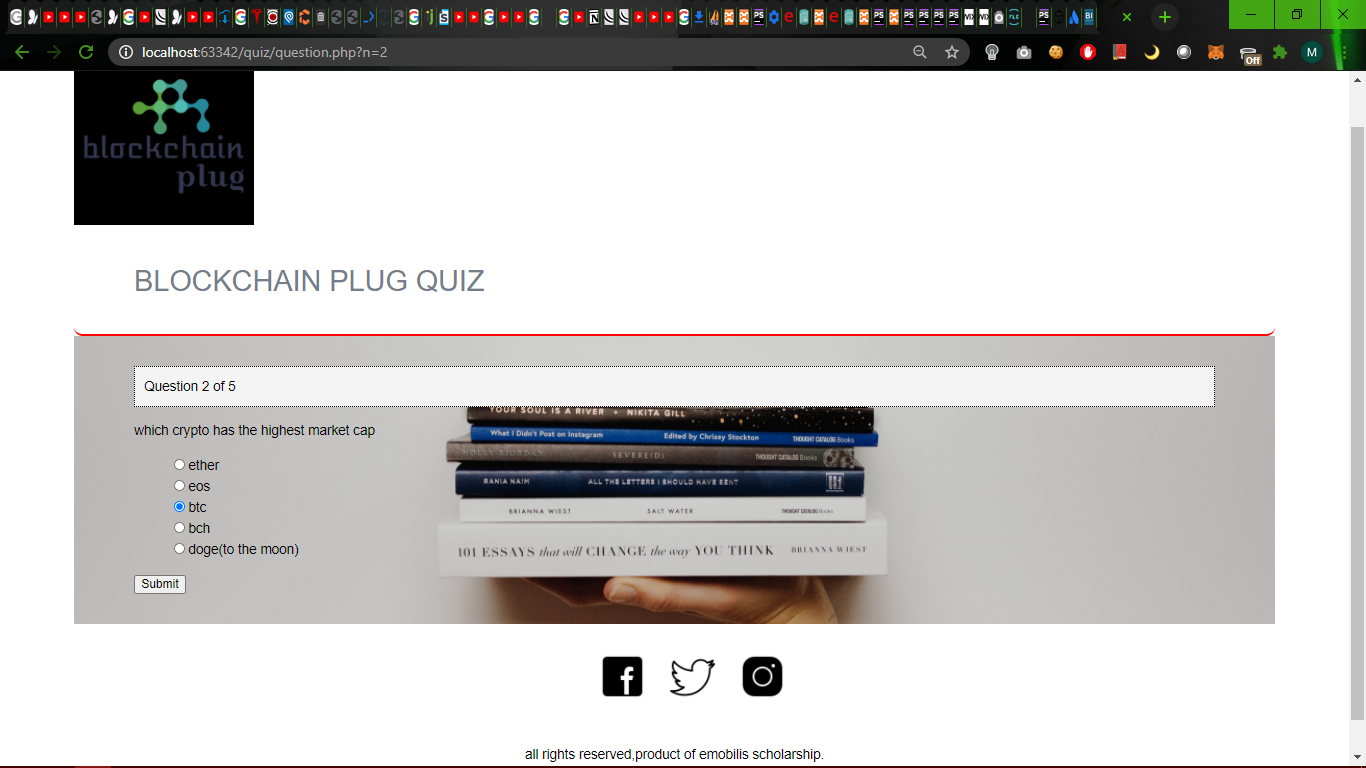 localhost:63342/quiz/question.php?n=2
Off
M
blockchain
plug
BLOCKCHAIN PLUG QUIZ
Question 2 of 5
YOUR SOUL IS A RIVER • NIKITA GILL
which crypto has the highest market cap
What I Didn't Post on Instagram Edited by Chrissy Stockton THOUGHT CATALOG Books
HOLLY RIORDAN SEVERE(D) THOUGHT CATALOG Books
ether
RANIA NAIM ALL THE LETTERS I SHOULD HAVE SENT
eos
btc
BRIANNA WIEST SALT WATER THOUGHT CATALOG Books
bch
doge(to the moon)
101 ESSAYS that will CHANGE the way YOU THINK BRIANNA WIEST
Submit
all rights reserved,product of emobilis scholarship.